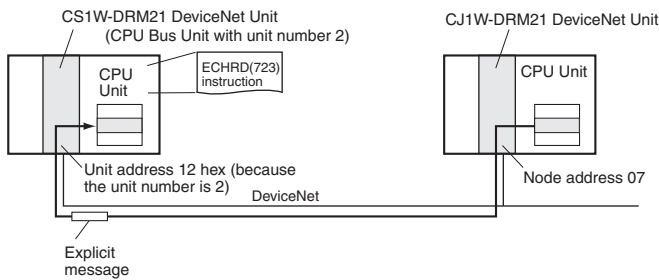 CS1W-DRM21 DeviceNet Unit
(CPU Bus Unit with unit number 2)
CJ1W-DRM21 DeviceNet Unit
CPU
Unit
ECHRD(723)
instruction
CPU Unit
Unit address 12 hex (because
the unit number is 2)
Node address 07
DeviceNet
Explicit
message